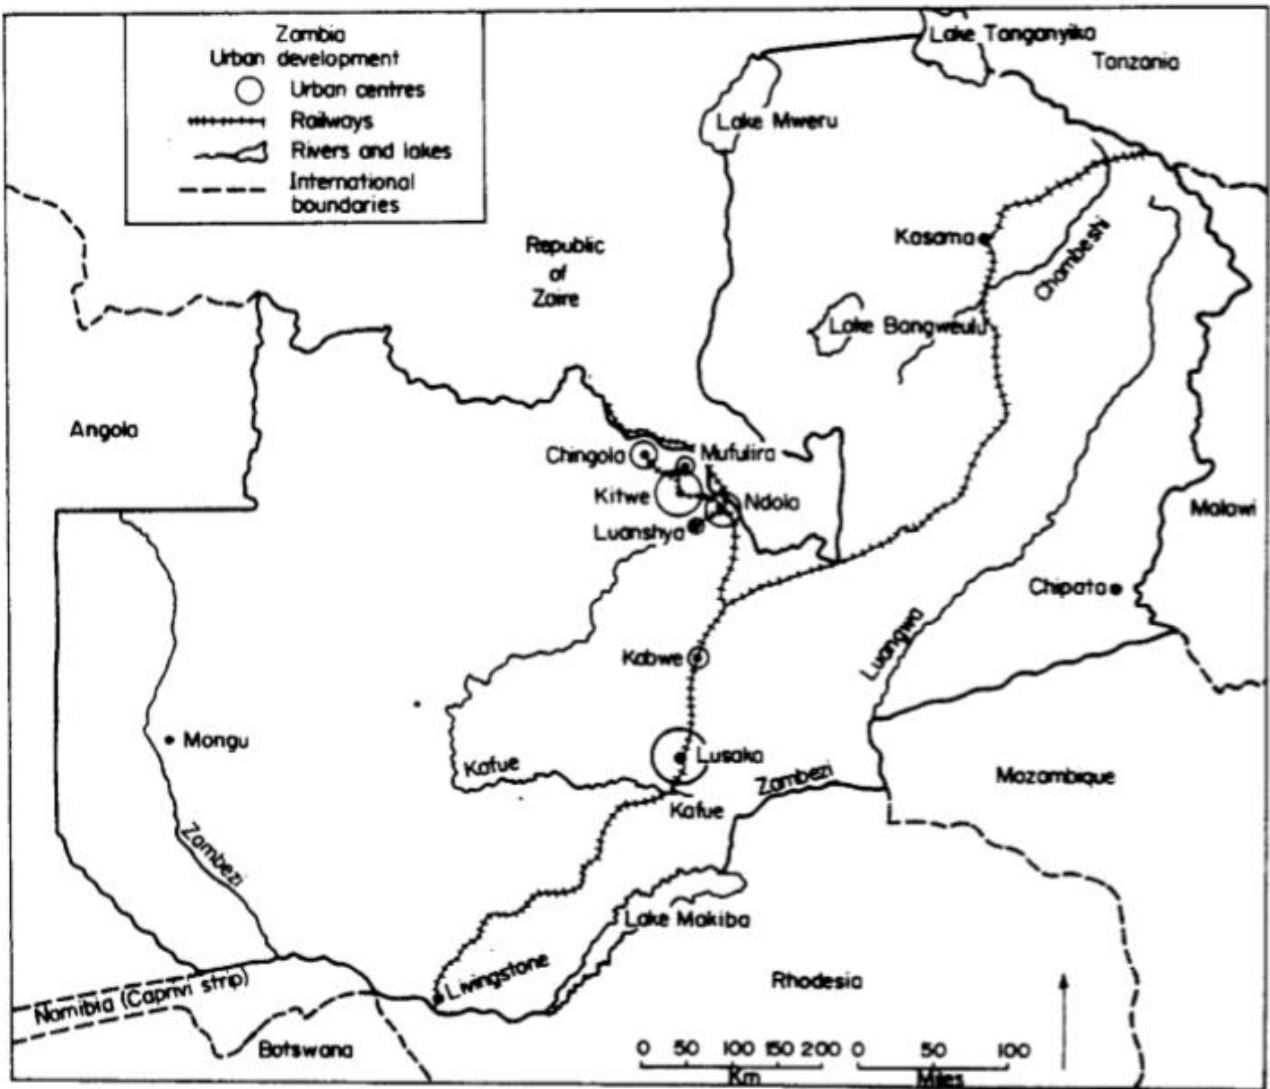 Zambia
Urban development
Urban centres
Railways
Rivers and lakes
International
boundaries
Lake Tanganyika
Tanzania
Lake Mweru
Kasama
Chambeshi
Republic
of
Zaire
Lake Bangweulu
Angola
Chingola
Mufulira
Kitwe
Ndola
Luanshya
Malawi
Chipata
Luangwa
Kabwe
Mongu
Lusaka
Kafue
Zambezi
Mozambique
Kafue
Zambezi
Lake Makiba
Livingstone
Rhodesia
Namibia (Caprivi strip)
Botswana
0 50 100 150 200 0 50 100
Km Miles